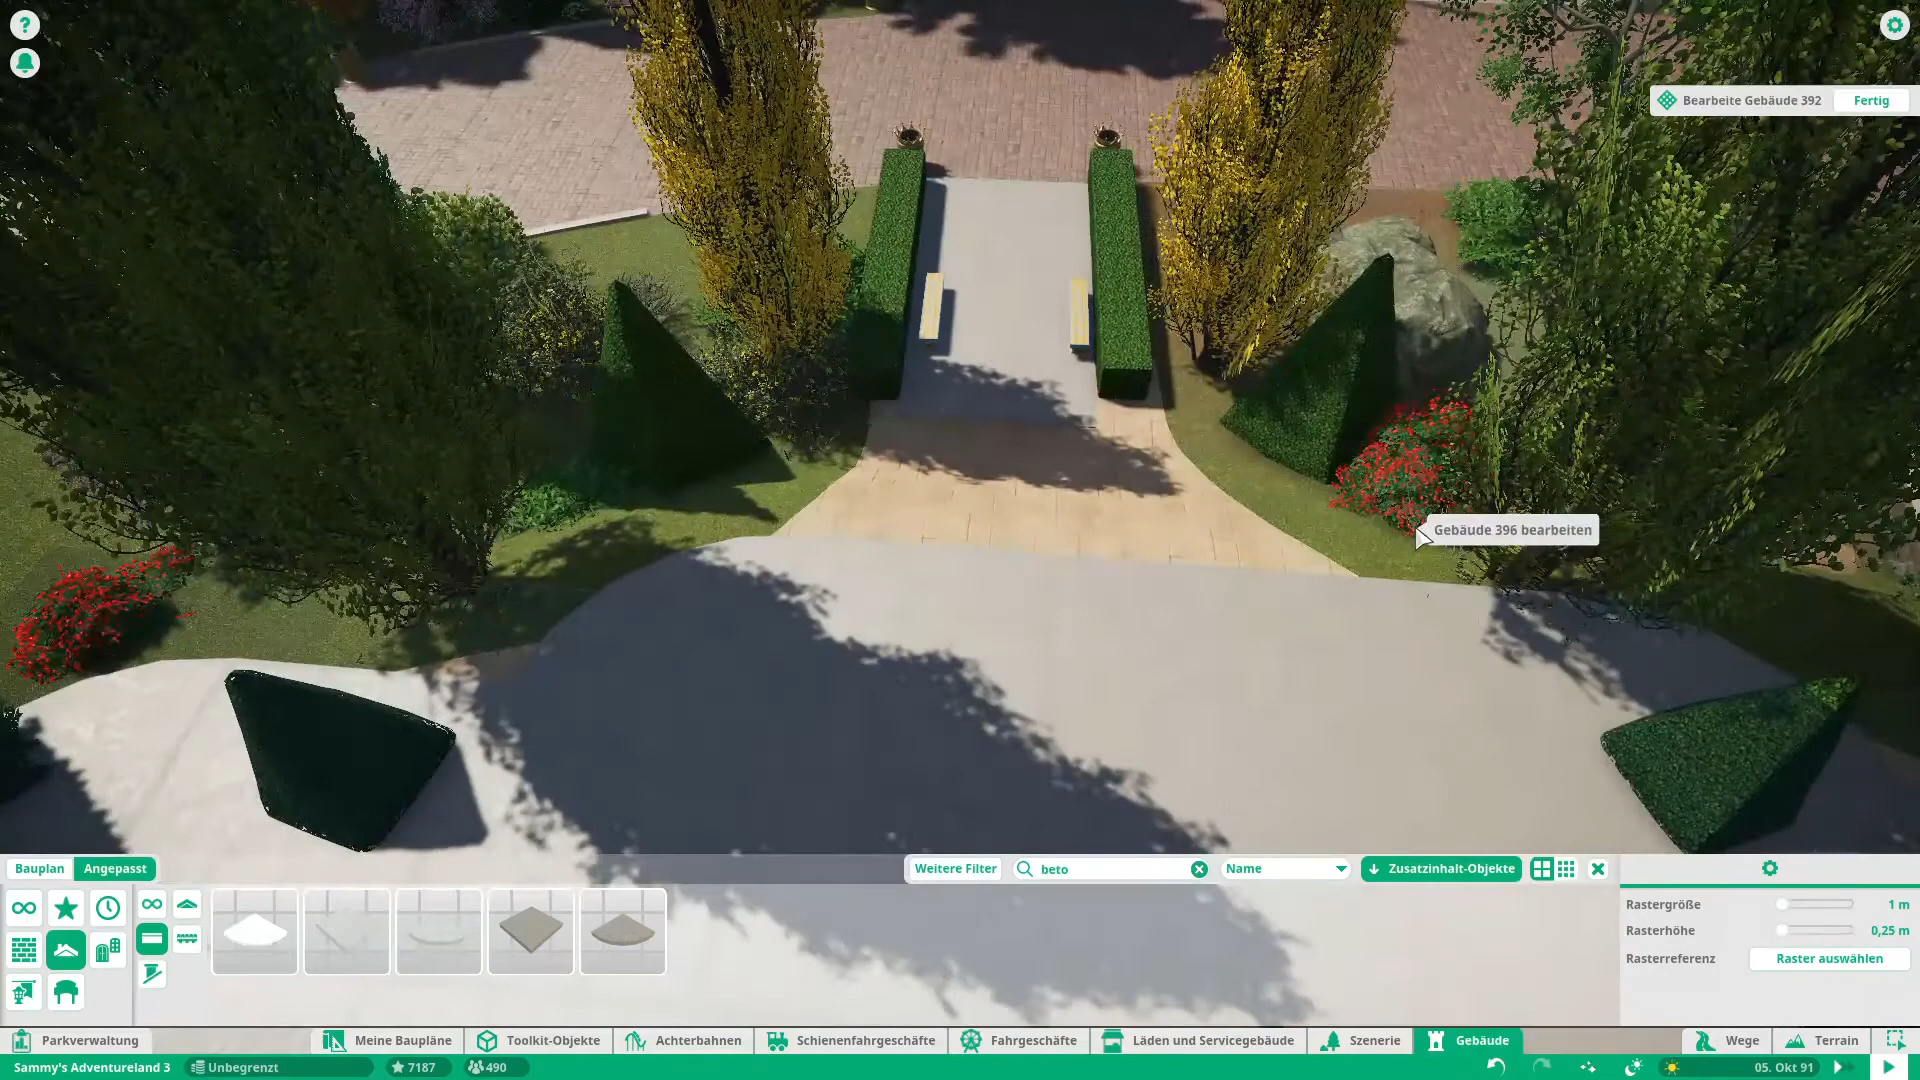 ?
Bearbeite Gebäude 392
Fertig
Gebäude 396 bearbeiten
Bauplan
Angepasst
Weitere Filter
beto
Name
Zusatzinhalt-Objekte
Rastergröße
1 m
Rasterhöhe
0,25 m
Rasterreferenz
Raster auswählen
Parkverwaltung
Meine Baupläne
Toolkit-Objekte
Achterbahnen
Schienenfahrgeschäfte
Fahrgeschäfte
Läden und Servicegebäude
Szenerie
Gebäude
Wege
Terrain
Sammy's Adventureland 3
Unbegrenzt
7187
490
05. Okt 91